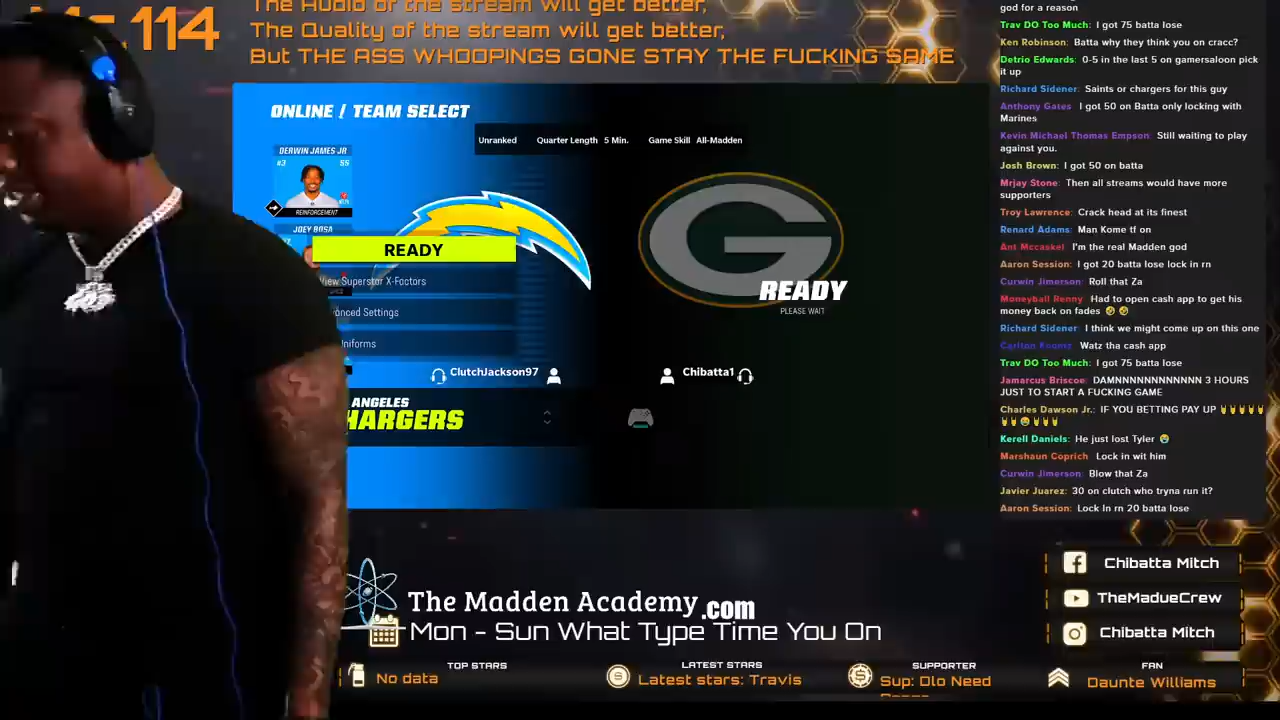 114
The Audio of the stream will get better,
The Quality of the stream will get better,
But THE ASS WHOOPINGS GONE STAY THE FUCKING SAME
ONLINE / TEAM SELECT
Unranked Quarter Length 5 Min. Game Skill All-Madden
DERWIN JAMES JR
#3 SS
REINFORCEMENT
JOEY BOSA
READY
View Superstar X-Factors
Uniforms
G
READY
PLEASE WAIT
ClutchJackson97
Chibatta1
ANGELES
HARGERS
god for a reason
Trav DO Too Much: I got 75 batta lose
Ken Robinson: Batta why they think you on cracc?
Detrio Edwards: 0-5 in the last 5 on gamersaloon pick
it up
Richard Sidener: Saints or chargers for this guy
Anthony Gates I got 50 on Batta only locking with
Marines
Kevin Michael Thomas Empson: Still waiting to play
against you.
Josh Brown: I got 50 on batta
Mrjay Stone: Then all streams would have more
supporters
Troy Lawrence: Crack head at its finest
Renard Adams: Man Kome tf on
Ant Mccaskel: I'm the real Madden god
Aaron Session: I got 20 batta lose lock in rn
Curwin Jimerson: Roll that Za
Moneyball Renny: Had to open cash app to get his
money back on fades 🤣 🤣
Richard Sidener: I think we might come up on this one
Carlton Koomz: Watz tha cash app
Trav DO Too Much: I got 75 batta lose
Jamarcus Briscoe: DAMNNNNNNNNNNNN 3 HOURS
JUST TO START A FUCKING GAME
Charles Dawson Jr.: IF YOU BETTING PAY UP
Kerell Daniels: He just lost Tyler 😭
Marshaun Coprich Lock in wit him
Curwin Jimerson: Blow that Za
Javier Juarez: 30 on clutch who tryna run it?
Aaron Session: Lock In rn 20 batta lose
The Madden Academy.com
Mon - Sun What Type Time You On
Chibatta Mitch
TheMadueCrew
Chibatta Mitch
TOP STARS
No data
LATEST STARS
Latest stars: Travis
SUPPORTER
Sup: Dlo Need
FAN
Daunte Williams